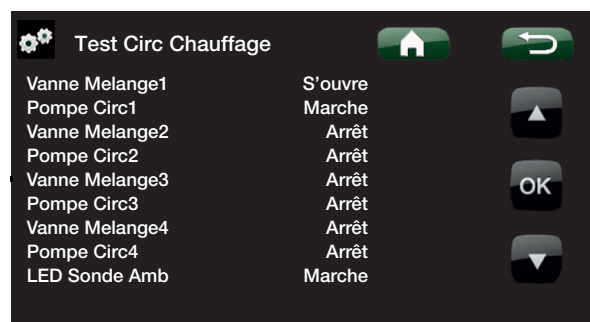 Test Circ Chauffage
Vanne Melange1 S'ouvre
Pompe Circ1 Marche
Vanne Melange2 Arrêt
Pompe Circ2 Arrêt
Vanne Melange3 Arrêt
Pompe Circ3 Arrêt
Vanne Melange4 Arrêt
Pompe Circ4 Arrêt
LED Sonde Amb Marche
OK